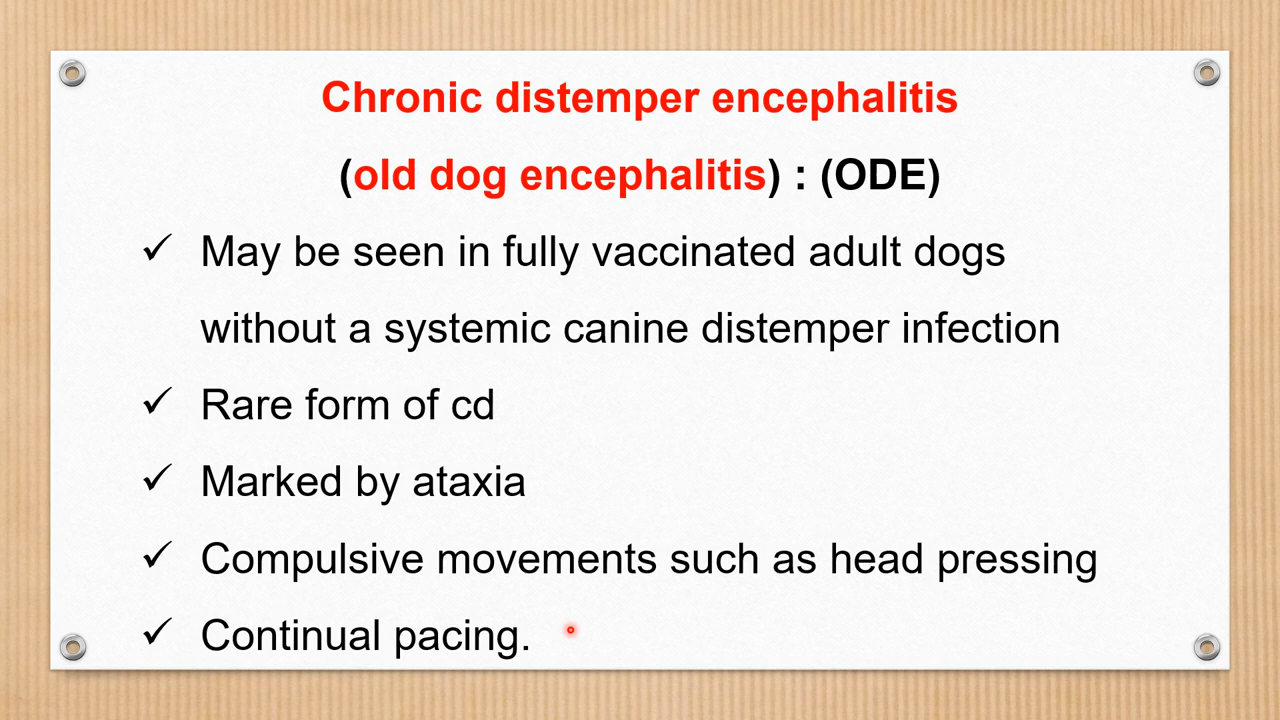 Chronic distemper encephalitis
(old dog encephalitis) : (ODE)
✓ May be seen in fully vaccinated adult dogs
without a systemic canine distemper infection
✓ Rare form of cd
✓ Marked by ataxia
✓ Compulsive movements such as head pressing
✓ Continual pacing.